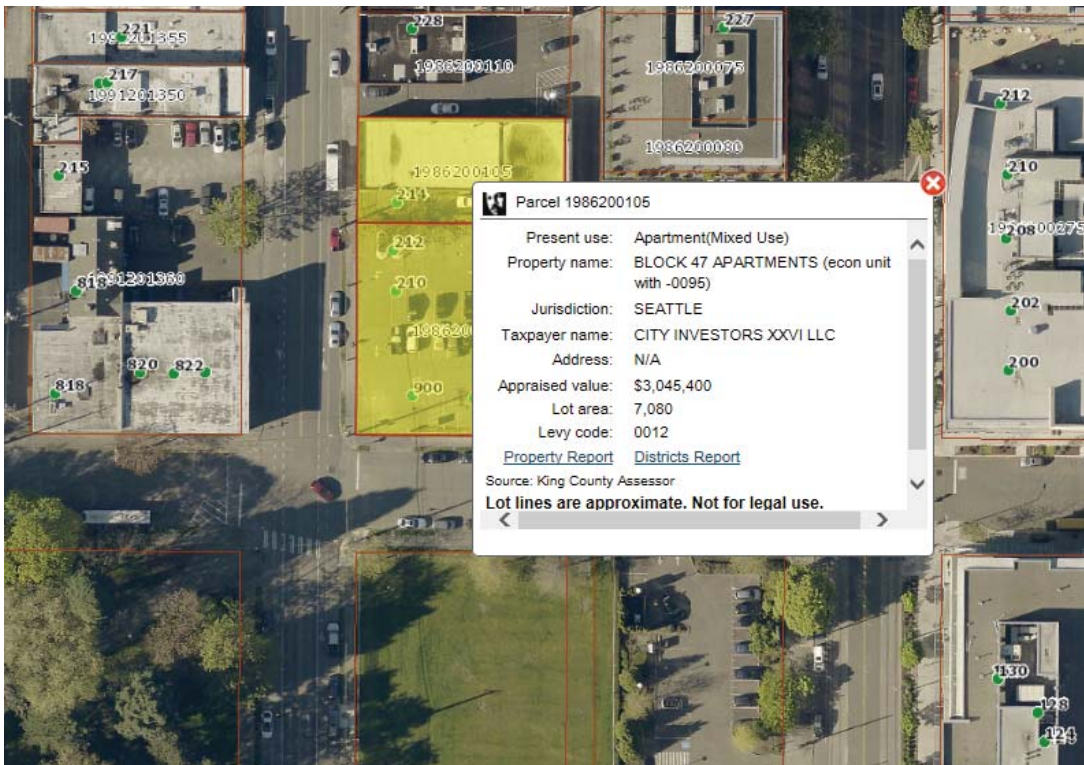 221
1991201355
217
1991201350
228
1986200110
227
1986200075
1986200080
212
215
1986200105
214
212
210
210
208
202
200
818
1991201360
820 822
818
900
Parcel 1986200105
Present use: Apartment(Mixed Use)
Property name: BLOCK 47 APARTMENTS (econ unit
with -0095)
Jurisdiction: SEATTLE
Taxpayer name: CITY INVESTORS XXVI LLC
Address: N/A
Appraised value: $3,045,400
Lot area: 7,080
Levy code: 0012
Property Report Districts Report
Source: King County Assessor
Lot lines are approximate. Not for legal use.
130
128
124